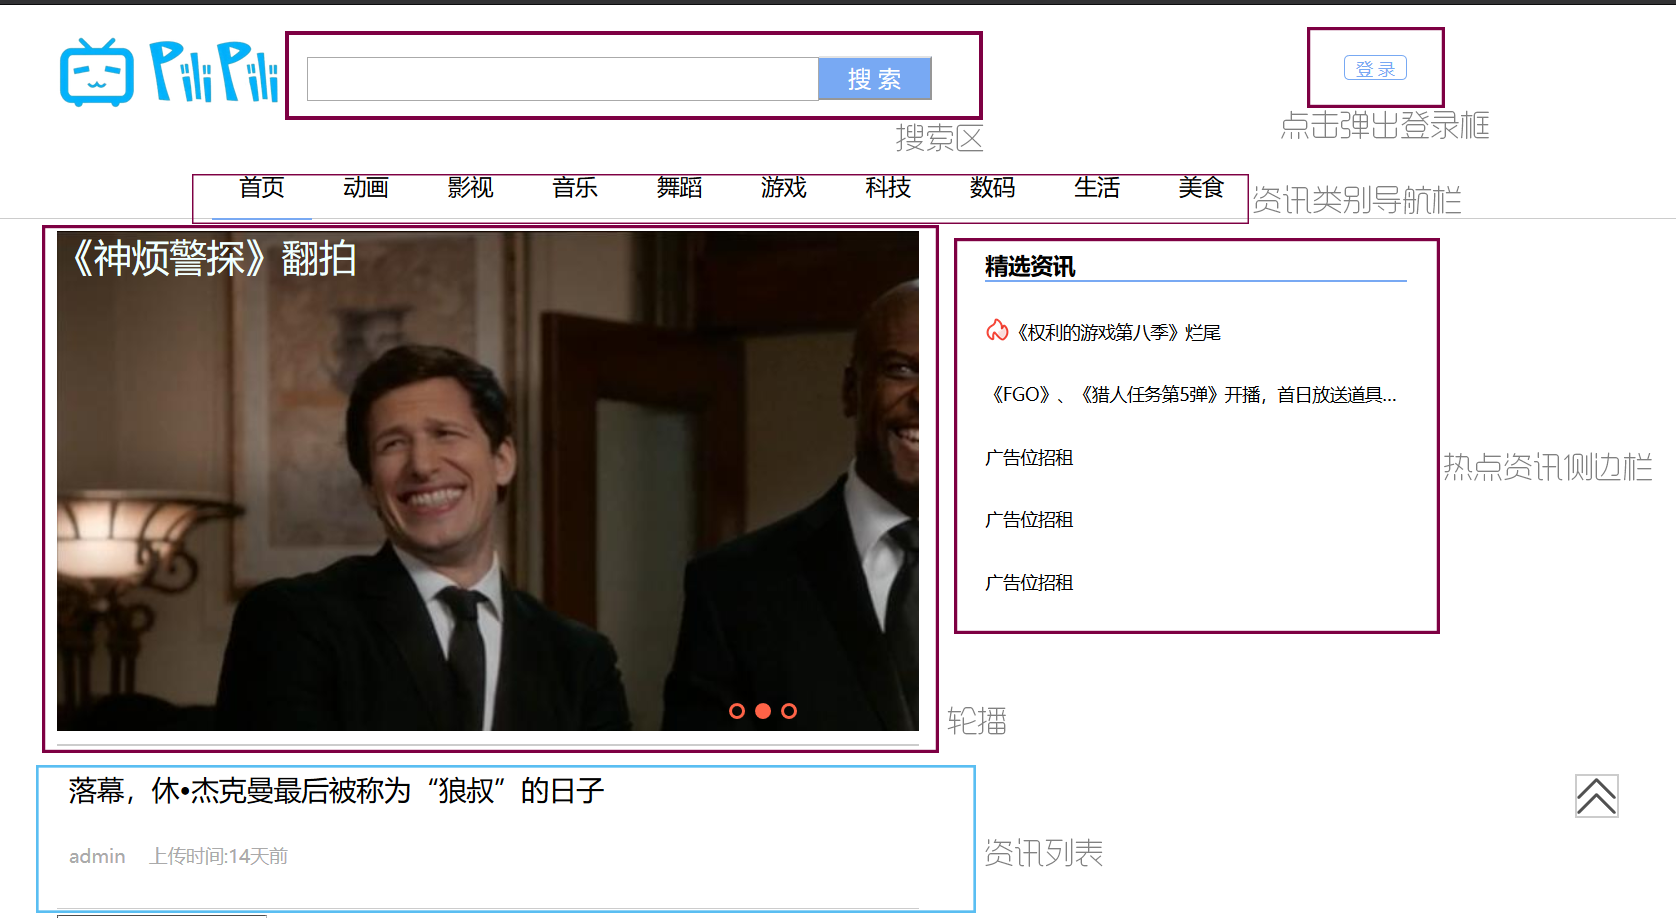 PiliPili
搜 索
登 录
点击弹出登录框
搜索区
首页 动画 影视 音乐 舞蹈 游戏 科技 数码 生活 美食
资讯类别导航栏
《神烦警探》翻拍
精选资讯
《权利的游戏第八季》烂尾
《FGO》、《猎人任务第5弹》开播，首日放送道具...
广告位招租
热点资讯侧边栏
广告位招租
广告位招租
轮播
落幕，休•杰克曼最后被称为“狼叔”的日子
admin 上传时间:14天前
资讯列表